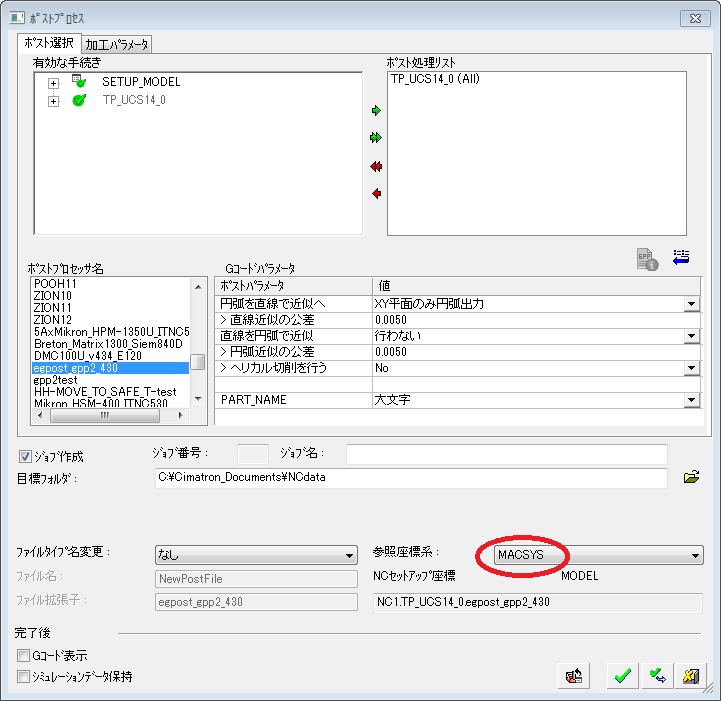 ポストプロセス
ポスト選択 加工パラメータ
有効な手続き
SETUP_MODEL
TP_UCS14_0
ポスト処理リスト
TP_UCS14_0 (All)
GPP
ポストプロセッサ名
POOH11
ZION10
ZION11
ZION12
5AxMikron_HPM-1350U_ITNC5
Breton_Matrix1300_Siem840D
DMC100U_v434_E120
egpost_gpp2_430
gpp2test
HH-MOVE_TO_SAFE_T-test
Mikron_HSM-400_ITNC530
Gコードパラメータ
ポストパラメータ 値
円弧を直線で近似へ XY平面のみ円弧出力
> 直線近似の公差 0.0050
直線を円弧で近似 行わない
> 円弧近似の公差 0.0050
> ヘリカル切削を行う No
PART_NAME 大文字
ジョブ作成 ジョブ番号： ジョブ名：
目標フォルダ： C:¥Cimatron_Documents¥NCdata
ファイルタイプ名変更： なし 参照座標系： MACSYS
ファイル名： NewPostFile NCセットアップ座標 MODEL
ファイル拡張子： egpost_gpp2_430 NC1.TP_UCS14_0.egpost_gpp2_430
完了後
Gコード表示
シミュレーションデータ保持